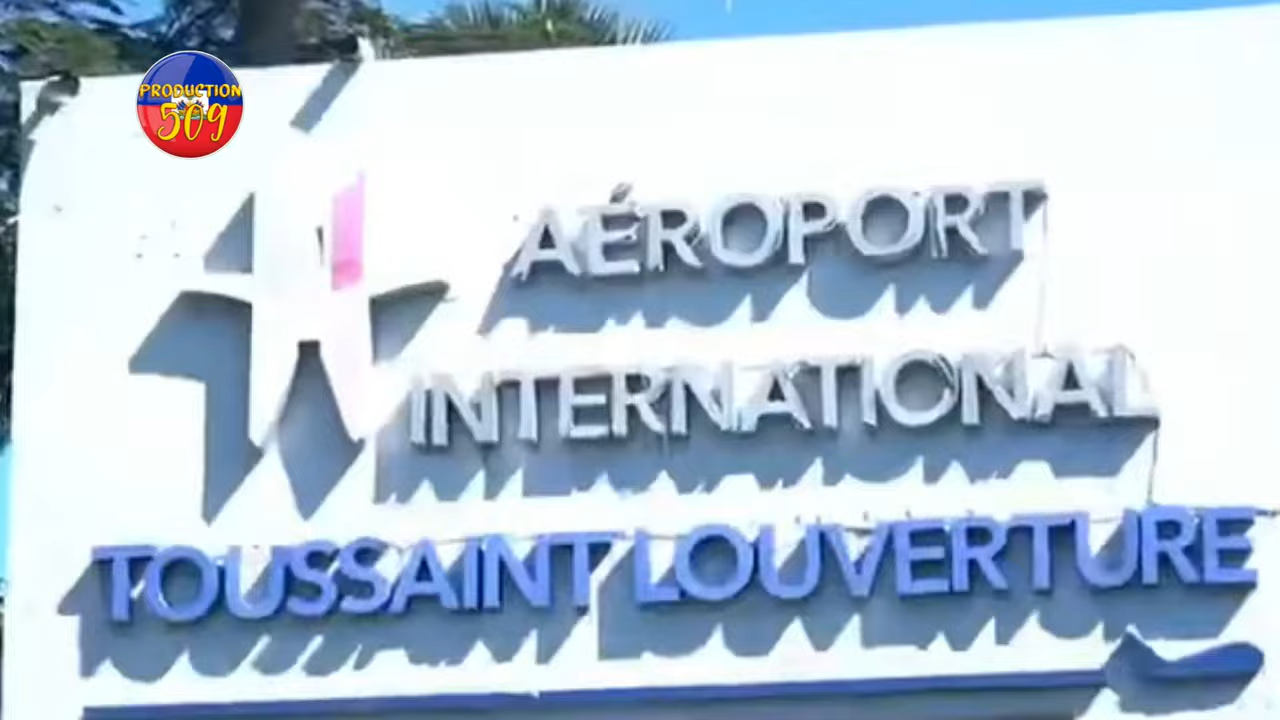 PRODUCTION
509
AÉROPORT
INTERNATIONAL
TOUSSAINT LOUVERTURE